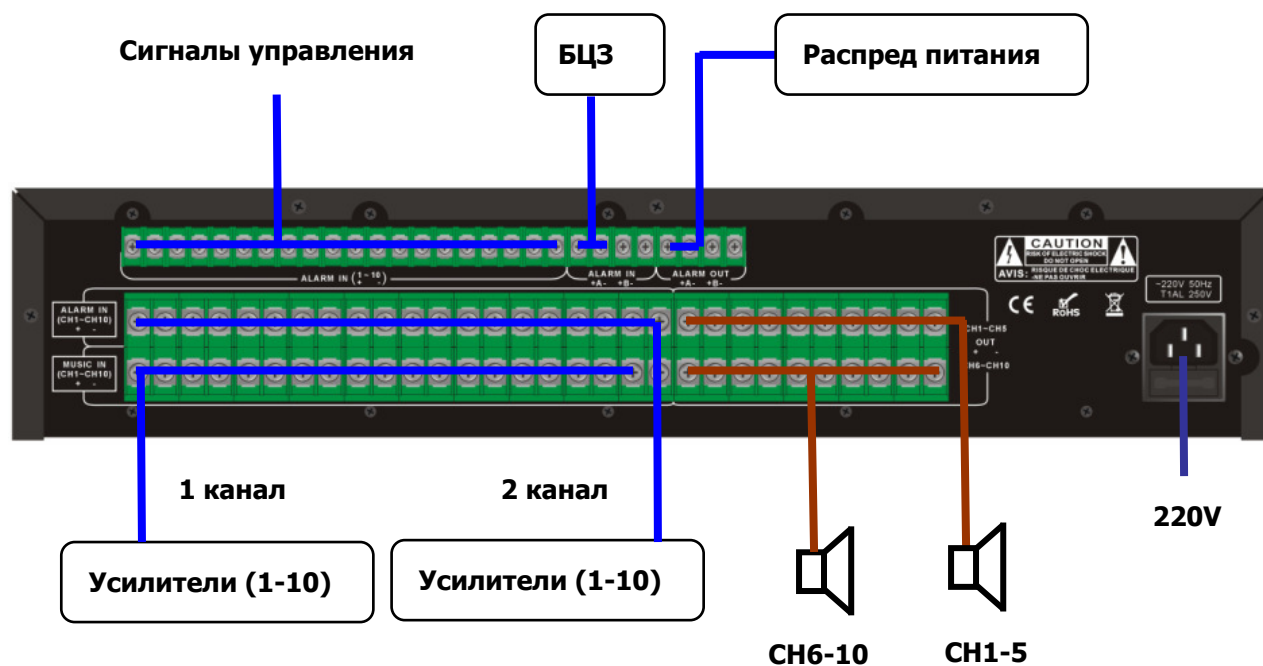 Сигналы управления
БЦЗ
Распред питания
ALARM IN (1~10)
+ -
ALARM IN
+A- +B-
ALARM OUT
+A- +B-
CAUTION
RISK OF ELECTRIC SHOCK
DO NOT OPEN
AVIS: RISQUE DE CHOC ELECTRIQUE
-NE PAS OUVRIR
CE
RoHS
~220V 50Hz
T1AL 250V
ALARM IN
(CH1~CH10)
+ -
MUSIC IN
(CH1~CH10)
+ -
CH1~CH5
OUT
+ -
CH6~CH10
1 канал
2 канал
220V
Усилители (1-10)
Усилители (1-10)
CH6-10
CH1-5